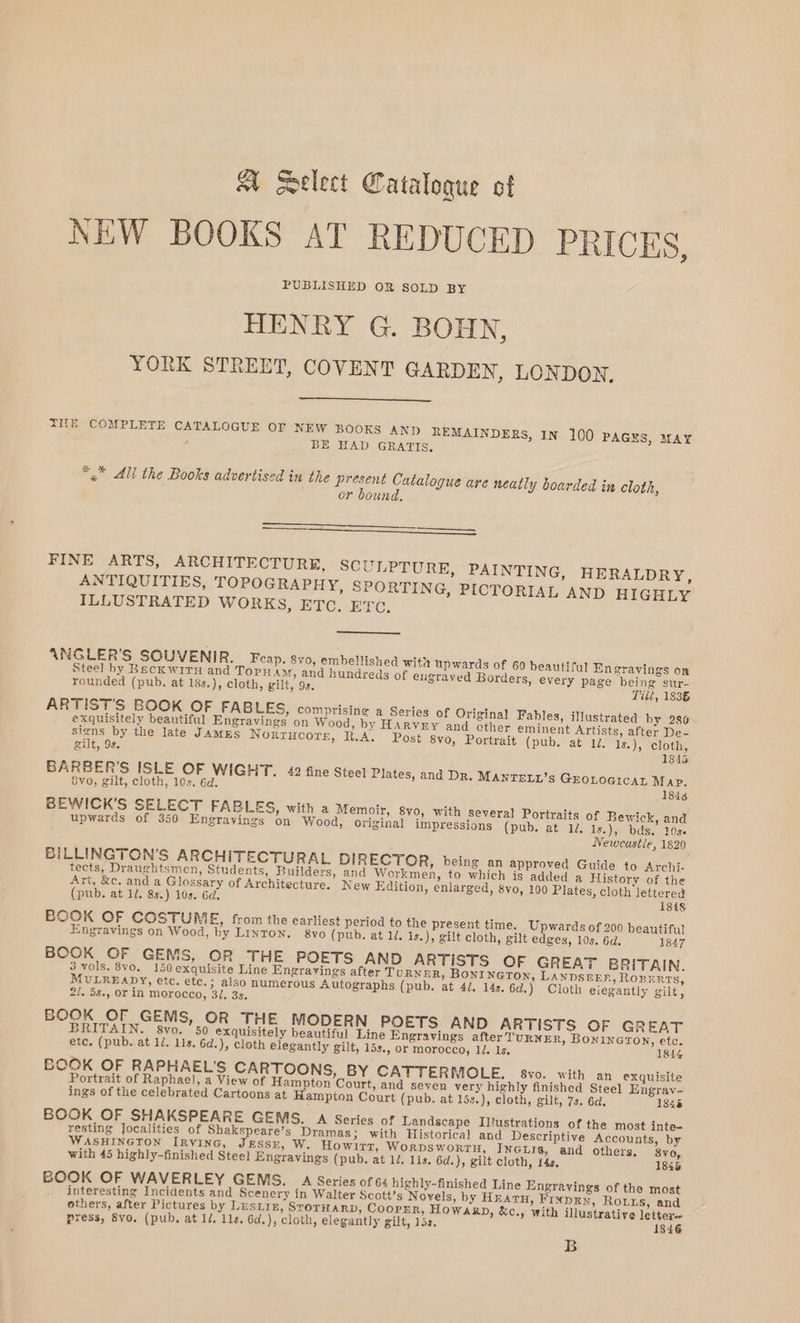 A Select Catalogue of
NEW BOOKS AT REDUCED PRICES,
PUBLISHED OR SOLD BY
HENRY G. BOHN,
YORK STREET, COVENT GARDEN, LONDON.
THE COMPLETE CATALOGUE OF NEW BOOKS AND REMAINDERS, IN 100 PAGES, MAY
BE HAD GRATIS.
*⁎* All the Books advertised in the present Catalogue are neatly boarded in cloth,
or bound.
FINE ARTS, ARCHITECTURE, SCULPTURE, PAINTING, HERALDRY,
ANTIQUITIES, TOPOGRAPHY, SPORTING, PICTORIAL AND HIGHLY
ILLUSTRATED WORKS, ETC. ETC.
ANGLER'S SOUVENIR. Fcap. 8vo, embellished with upwards of 60 beautiful Engravings on
Steel by BECKWITH and TOPHAM, and hundreds of engraved Borders, every page being sur-
rounded (pub. at 18s.), cloth, gilt, 9s.
Tilt, 1835
ARTIST'S BOOK OF FABLES, comprising a Series of Original Fables, illustrated by 280
exquisitely beautiful Engravings on Wood, by HARVEY and other eminent Artists, after De-
signs by the late JAMES NORTHCOTE, R.A. Post 8vo, Portrait (pub. at 1l. 1s.), cloth,
gilt, 9s.
1845
BARBER'S ISLE OF WIGHT. 42 fine Steel Plates, and DR. MANTELL'S GEOLOGICAL MAP.
8vo, gilt, cloth, 10s. 6d.
1845
BEWICK'S SELECT FABLES, with a Memoir, 8vo, with several Portraits of Bewick, and
upwards of 350 Engravings on Wood, original impressions (pub. at 1l. 1s.), bds. 10s.
Newcastle, 1820
BILLINGTON'S ARCHITECTURAL DIRECTOR, being an approved Guide to Archi-
tects, Draughtsmen, Students, Builders, and Workmen, to which is added a History of the
Art, &c. and a Glossary of Architecture. New Edition, enlarged, 8vo, 100 Plates, cloth lettered
(pub. at 1l. 8s.) 10s. 6d.
1848
BOOK OF COSTUME, from the earliest period to the present time. Upwards of 200 beautiful
Engravings on Wood, by LINTON. 8vo (pub. at 1l. 1s.), gilt cloth, gilt edges, 10s. 6d. 1847
BOOK OF GEMS, OR THE POETS AND ARTISTS OF GREAT BRITAIN.
3 vols. 8vo. 150 exquisite Line Engravings after TURNER, BONINGTON, LANDSEER, ROBERTS,
MULREADY, etc. etc.; also numerous Autographs (pub. at 4l. 14s. 6d.) Cloth elegantly gilt,
2l. 5s., or in morocco, 3l. 3s.
BOOK OF GEMS, OR THE MODERN POETS AND ARTISTS OF GREAT
BRITAIN. 8vo. 50 exquisitely beautiful Line Engravings after TURNER, BONINGTON, etc.
etc. (pub. at 1l. 11s. 6d.), cloth elegantly gilt, 15s., or morocco, 1l. 1s. 1844
BOOK OF RAPHAEL'S CARTOONS, BY CATTERMOLE. 8vo. with an exquisite
Portrait of Raphael, a View of Hampton Court, and seven very highly finished Steel Engrav-
ings of the celebrated Cartoons at Hampton Court (pub. at 15s.), cloth, gilt, 7s. 6d. 1845
BOOK OF SHAKSPEARE GEMS. A Series of Landscape Illustrations of the most inte-
resting localities of Shakspeare's Dramas; with Historical and Descriptive Accounts, by
WASHINGTON IRVING, JESSE, W. HOWITT, WORDSWORTH, INGLIS, and others. 8vo,
with 45 highly-finished Steel Engravings (pub. at 1l. 11s. 6d.), gilt cloth, 14s. 1845
BOOK OF WAVERLEY GEMS. A Series of 64 highly-finished Line Engravings of the most
interesting Incidents and Scenery in Walter Scott's Novels, by HEATH, FINDEN, ROLLS, and
others, after Pictures by LESLIE, STOTHARD, COOPER, HOWARD, &c., with illustrative letter-
press, 8vo. (pub. at 1l. 11s. 6d.), cloth, elegantly gilt, 15s.
1846
B